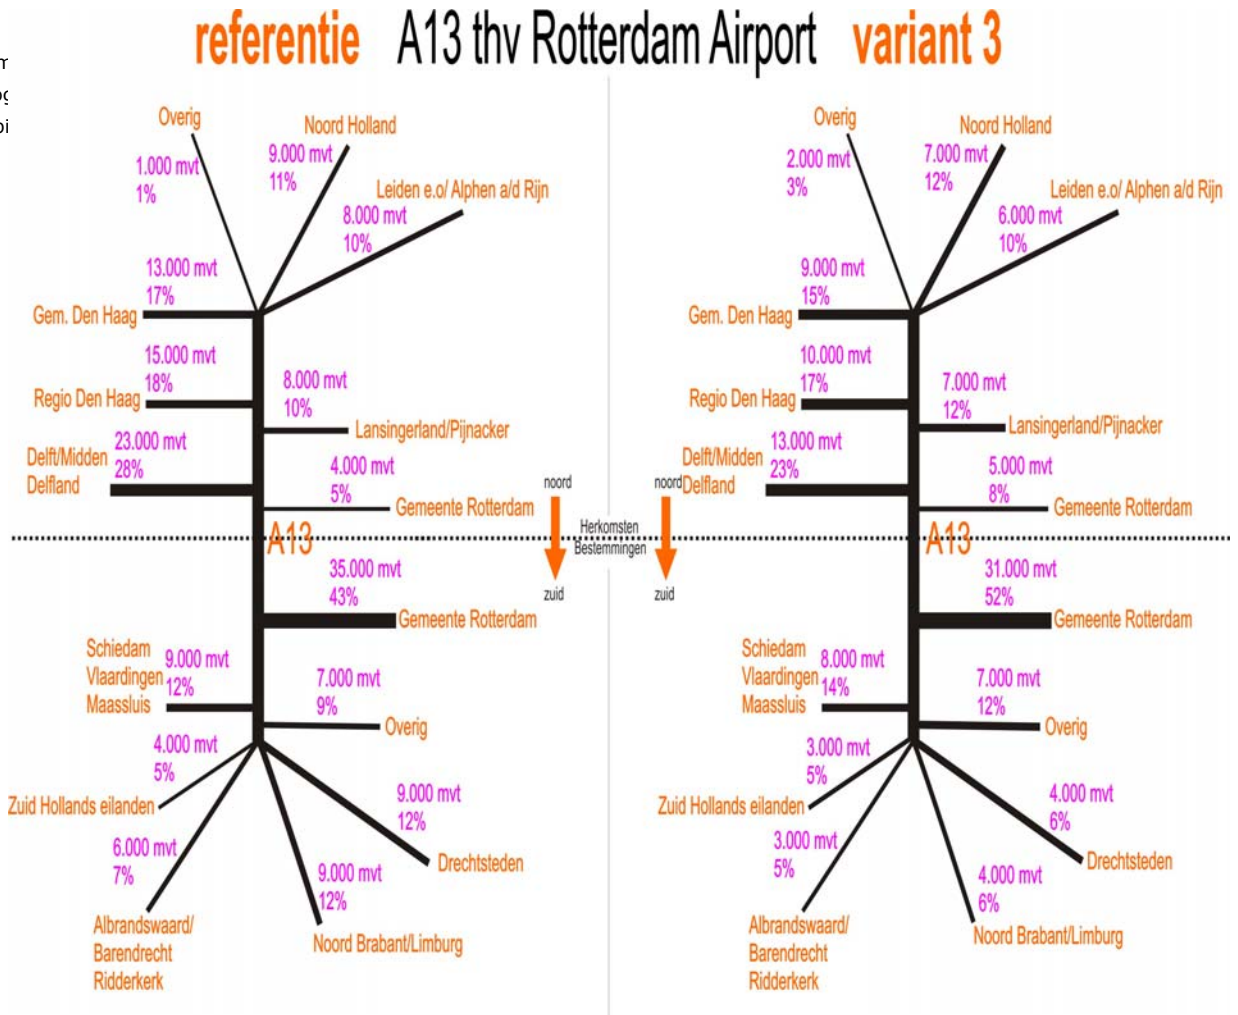 referentie A13 thv Rotterdam Airport variant 3
Overig
1.000 mvt
1%
Noord Holland
9.000 mvt
11%
Leiden e.o/ Alphen a/d Rijn
8.000 mvt
10%
13.000 mvt
17%
Gem. Den Haag
15.000 mvt
18%
Regio Den Haag
8.000 mvt
10%
Lansingerland/Pijnacker
23.000 mvt
28%
Delft/Midden
Delfland
4.000 mvt
5%
Gemeente Rotterdam
A13
35.000 mvt
43%
Gemeente Rotterdam
Schiedam
Vlaardingen
Maassluis
9.000 mvt
12%
7.000 mvt
9%
Overig
4.000 mvt
5%
Zuid Hollands eilanden
9.000 mvt
12%
Drechtsteden
6.000 mvt
7%
Albrandswaard/
Barendrecht
Ridderkerk
9.000 mvt
12%
Noord Brabant/Limburg
noord
zuid
Herkomsten
Bestemmingen
noord
zuid
Overig
2.000 mvt
3%
Noord Holland
7.000 mvt
12%
Leiden e.o/ Alphen a/d Rijn
6.000 mvt
10%
9.000 mvt
15%
Gem. Den Haag
10.000 mvt
17%
Regio Den Haag
7.000 mvt
12%
Lansingerland/Pijnacker
13.000 mvt
23%
Delft/Midden
Delfland
5.000 mvt
8%
Gemeente Rotterdam
A13
31.000 mvt
52%
Gemeente Rotterdam
Schiedam
Vlaardingen
Maassluis
8.000 mvt
14%
7.000 mvt
12%
Overig
3.000 mvt
5%
Zuid Hollands eilanden
4.000 mvt
6%
Drechtsteden
3.000 mvt
5%
Albrandswaard/
Barendrecht
Ridderkerk
4.000 mvt
6%
Noord Brabant/Limburg